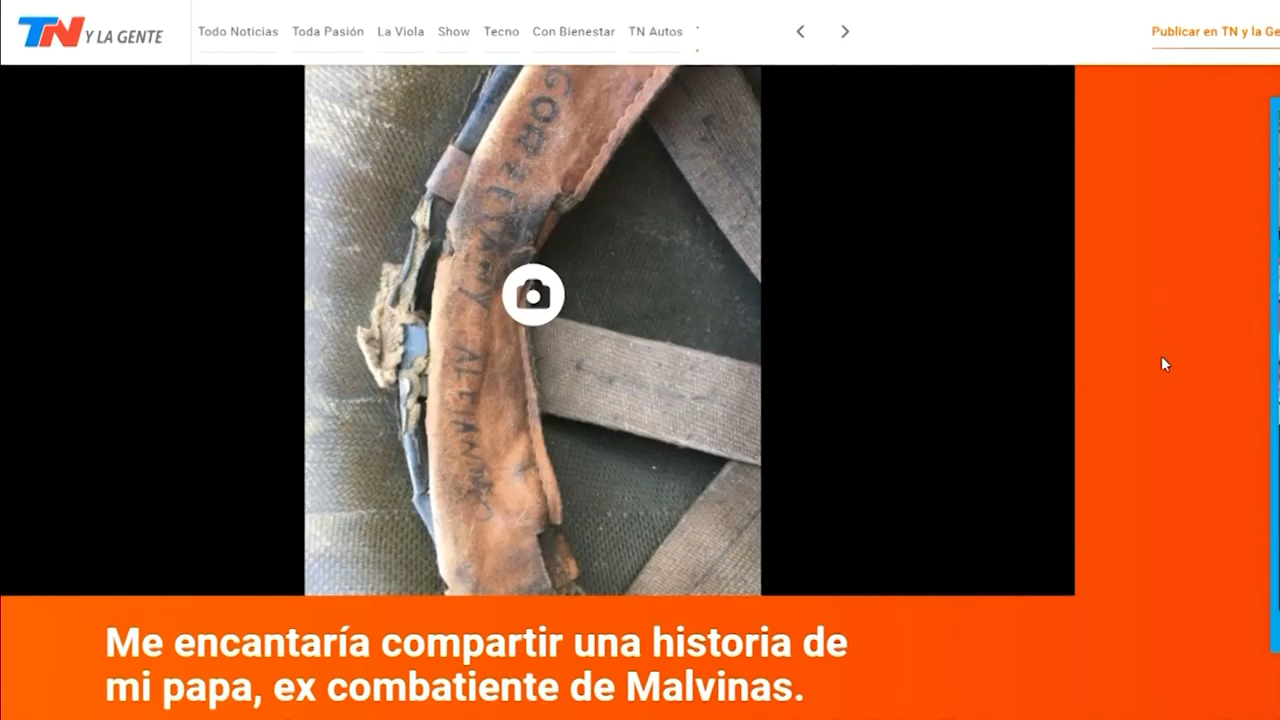 TN Y LA GENTE
Todo Noticias Toda Pasión La Viola Show Tecno Con Bienestar TN Autos
Publicar en TN y la Ge
Me encantaría compartir una historia de
mi papa, ex combatiente de Malvinas.